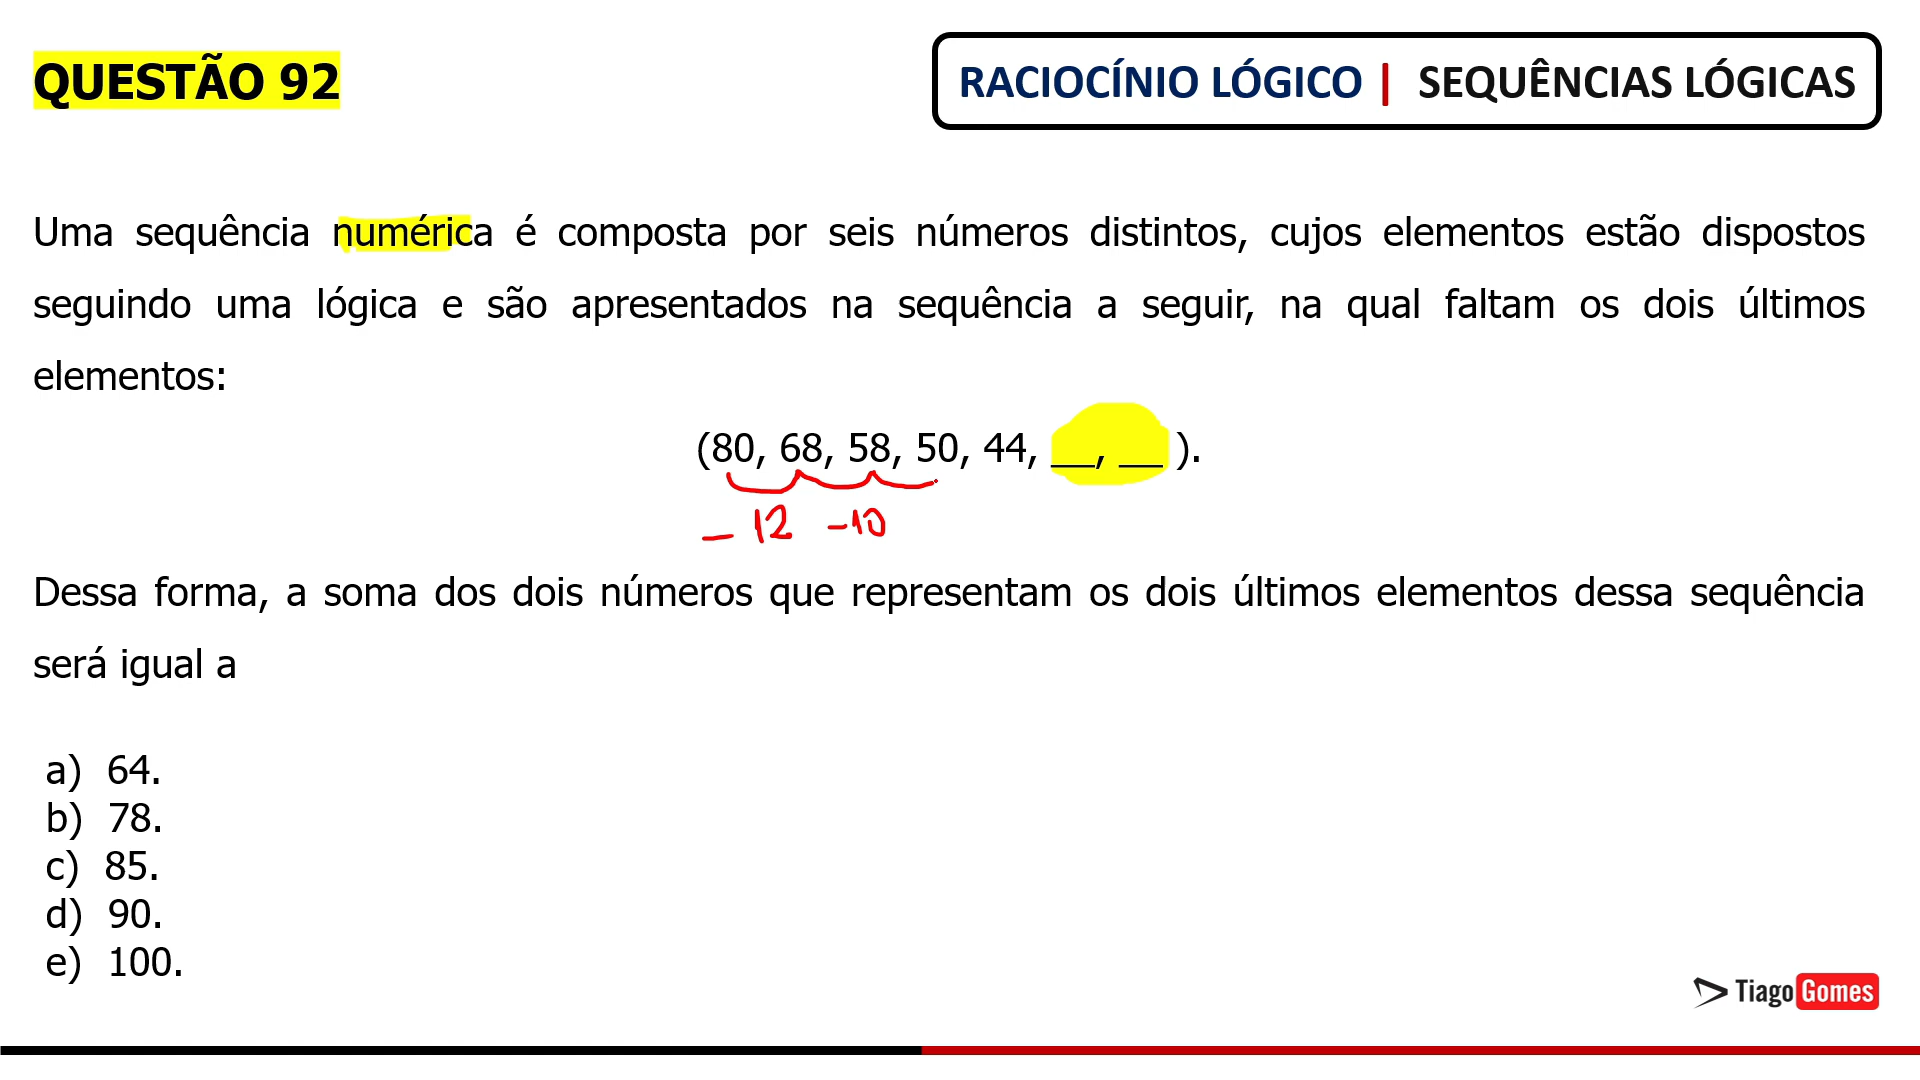 QUESTÃO 92
RACIOCÍNIO LÓGICO | SEQUÊNCIAS LÓGICAS
Uma sequência numérica é composta por seis números distintos, cujos elementos estão dispostos
seguindo uma lógica e são apresentados na sequência a seguir, na qual faltam os dois últimos
elementos:
(80, 68, 58, 50, 44, __, __ ).
- 12 -10
Dessa forma, a soma dos dois números que representam os dois últimos elementos dessa sequência
será igual a
a) 64.
b) 78.
c) 85.
d) 90.
e) 100.
Tiago Gomes